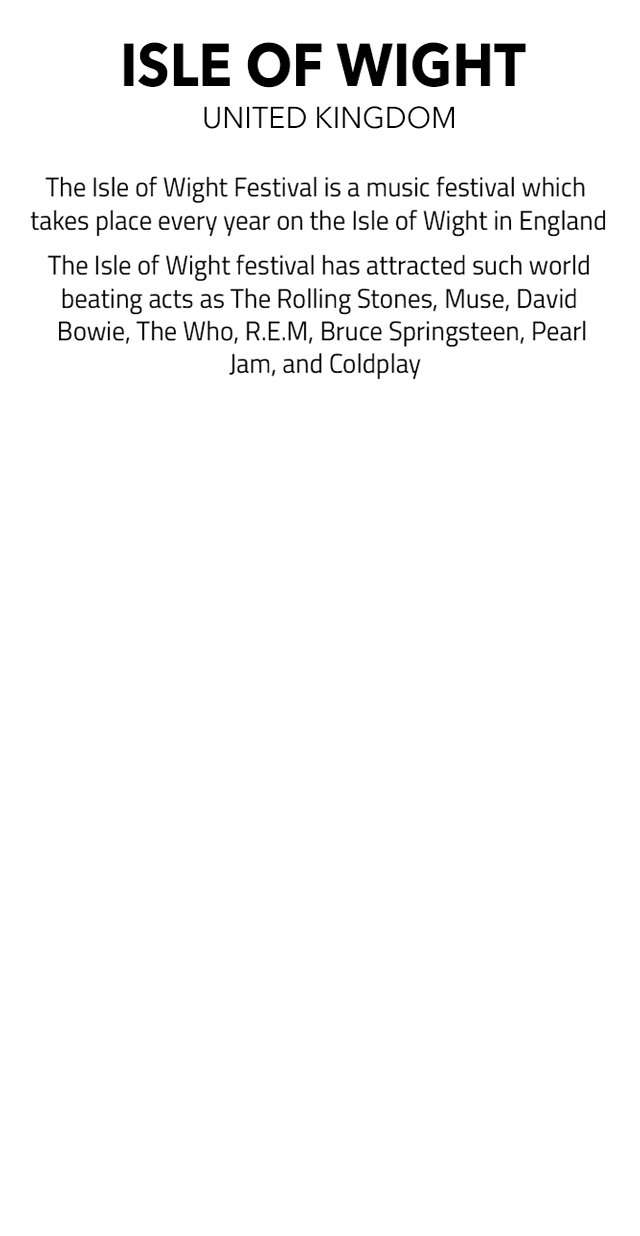 ISLE OF WIGHT
UNITED KINGDOM
The Isle of Wight Festival is a music festival which
takes place every year on the Isle of Wight in England
The Isle of Wight festival has attracted such world
beating acts as The Rolling Stones, Muse, David
Bowie, The Who, R.E.M, Bruce Springsteen, Pearl
Jam, and Coldplay